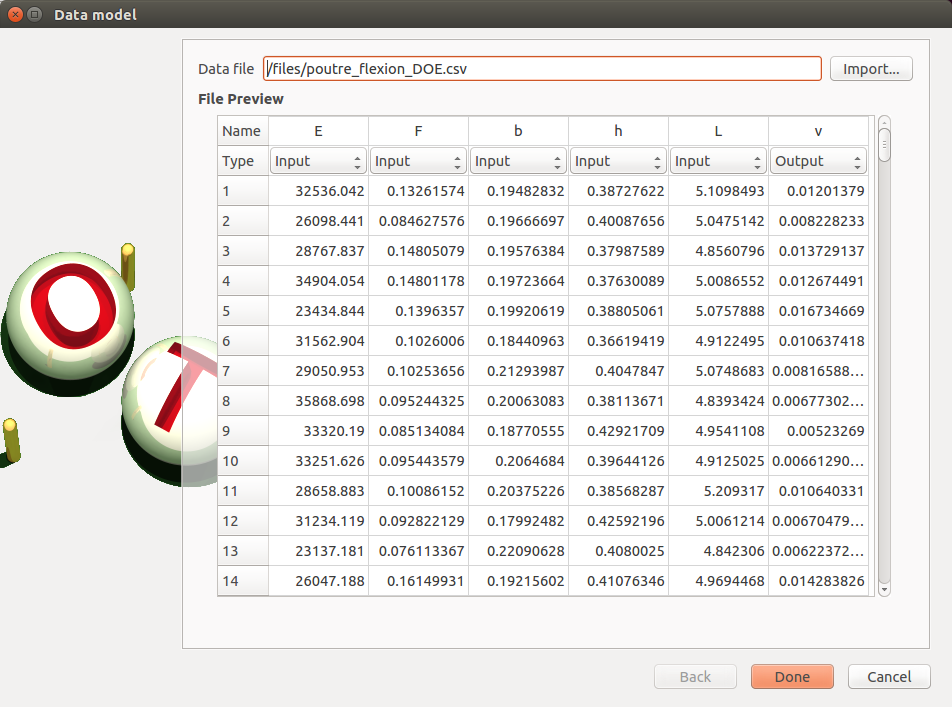 Data model
Data file /files/poutre_flexion_DOE.csv Import...
File Preview
Name E F b h L v
Type Input Input Input Input Input Output
1 32536.042 0.13261574 0.19482832 0.38727622 5.1098493 0.01201379
2 26098.441 0.084627576 0.19666697 0.40087656 5.0475142 0.008228233
3 28767.837 0.14805079 0.19576384 0.37987589 4.8560796 0.013729137
4 34904.054 0.14801178 0.19723664 0.37630089 5.0086552 0.012674491
5 23434.844 0.1396357 0.19920619 0.38805061 5.0757888 0.016734669
6 31562.904 0.1026006 0.18440963 0.36619419 4.9122495 0.010637418
7 29050.953 0.10253656 0.21293987 0.4047847 5.0748683 0.00816588...
8 35868.698 0.095244325 0.20063083 0.38113671 4.8393424 0.00677302...
9 33320.19 0.085134084 0.18770555 0.42921709 4.9541108 0.00523269
10 33251.626 0.095443579 0.2064684 0.39644126 4.9125025 0.00661290...
11 28658.883 0.10086152 0.20375226 0.38568287 5.209317 0.010640331
12 31234.119 0.092822129 0.17992482 0.42592196 5.0061214 0.00670479...
13 23137.181 0.076113367 0.22090628 0.4080025 4.842306 0.00622372...
14 26047.188 0.16149931 0.19215602 0.41076346 4.9694468 0.014283826
O
T
Back Done Cancel